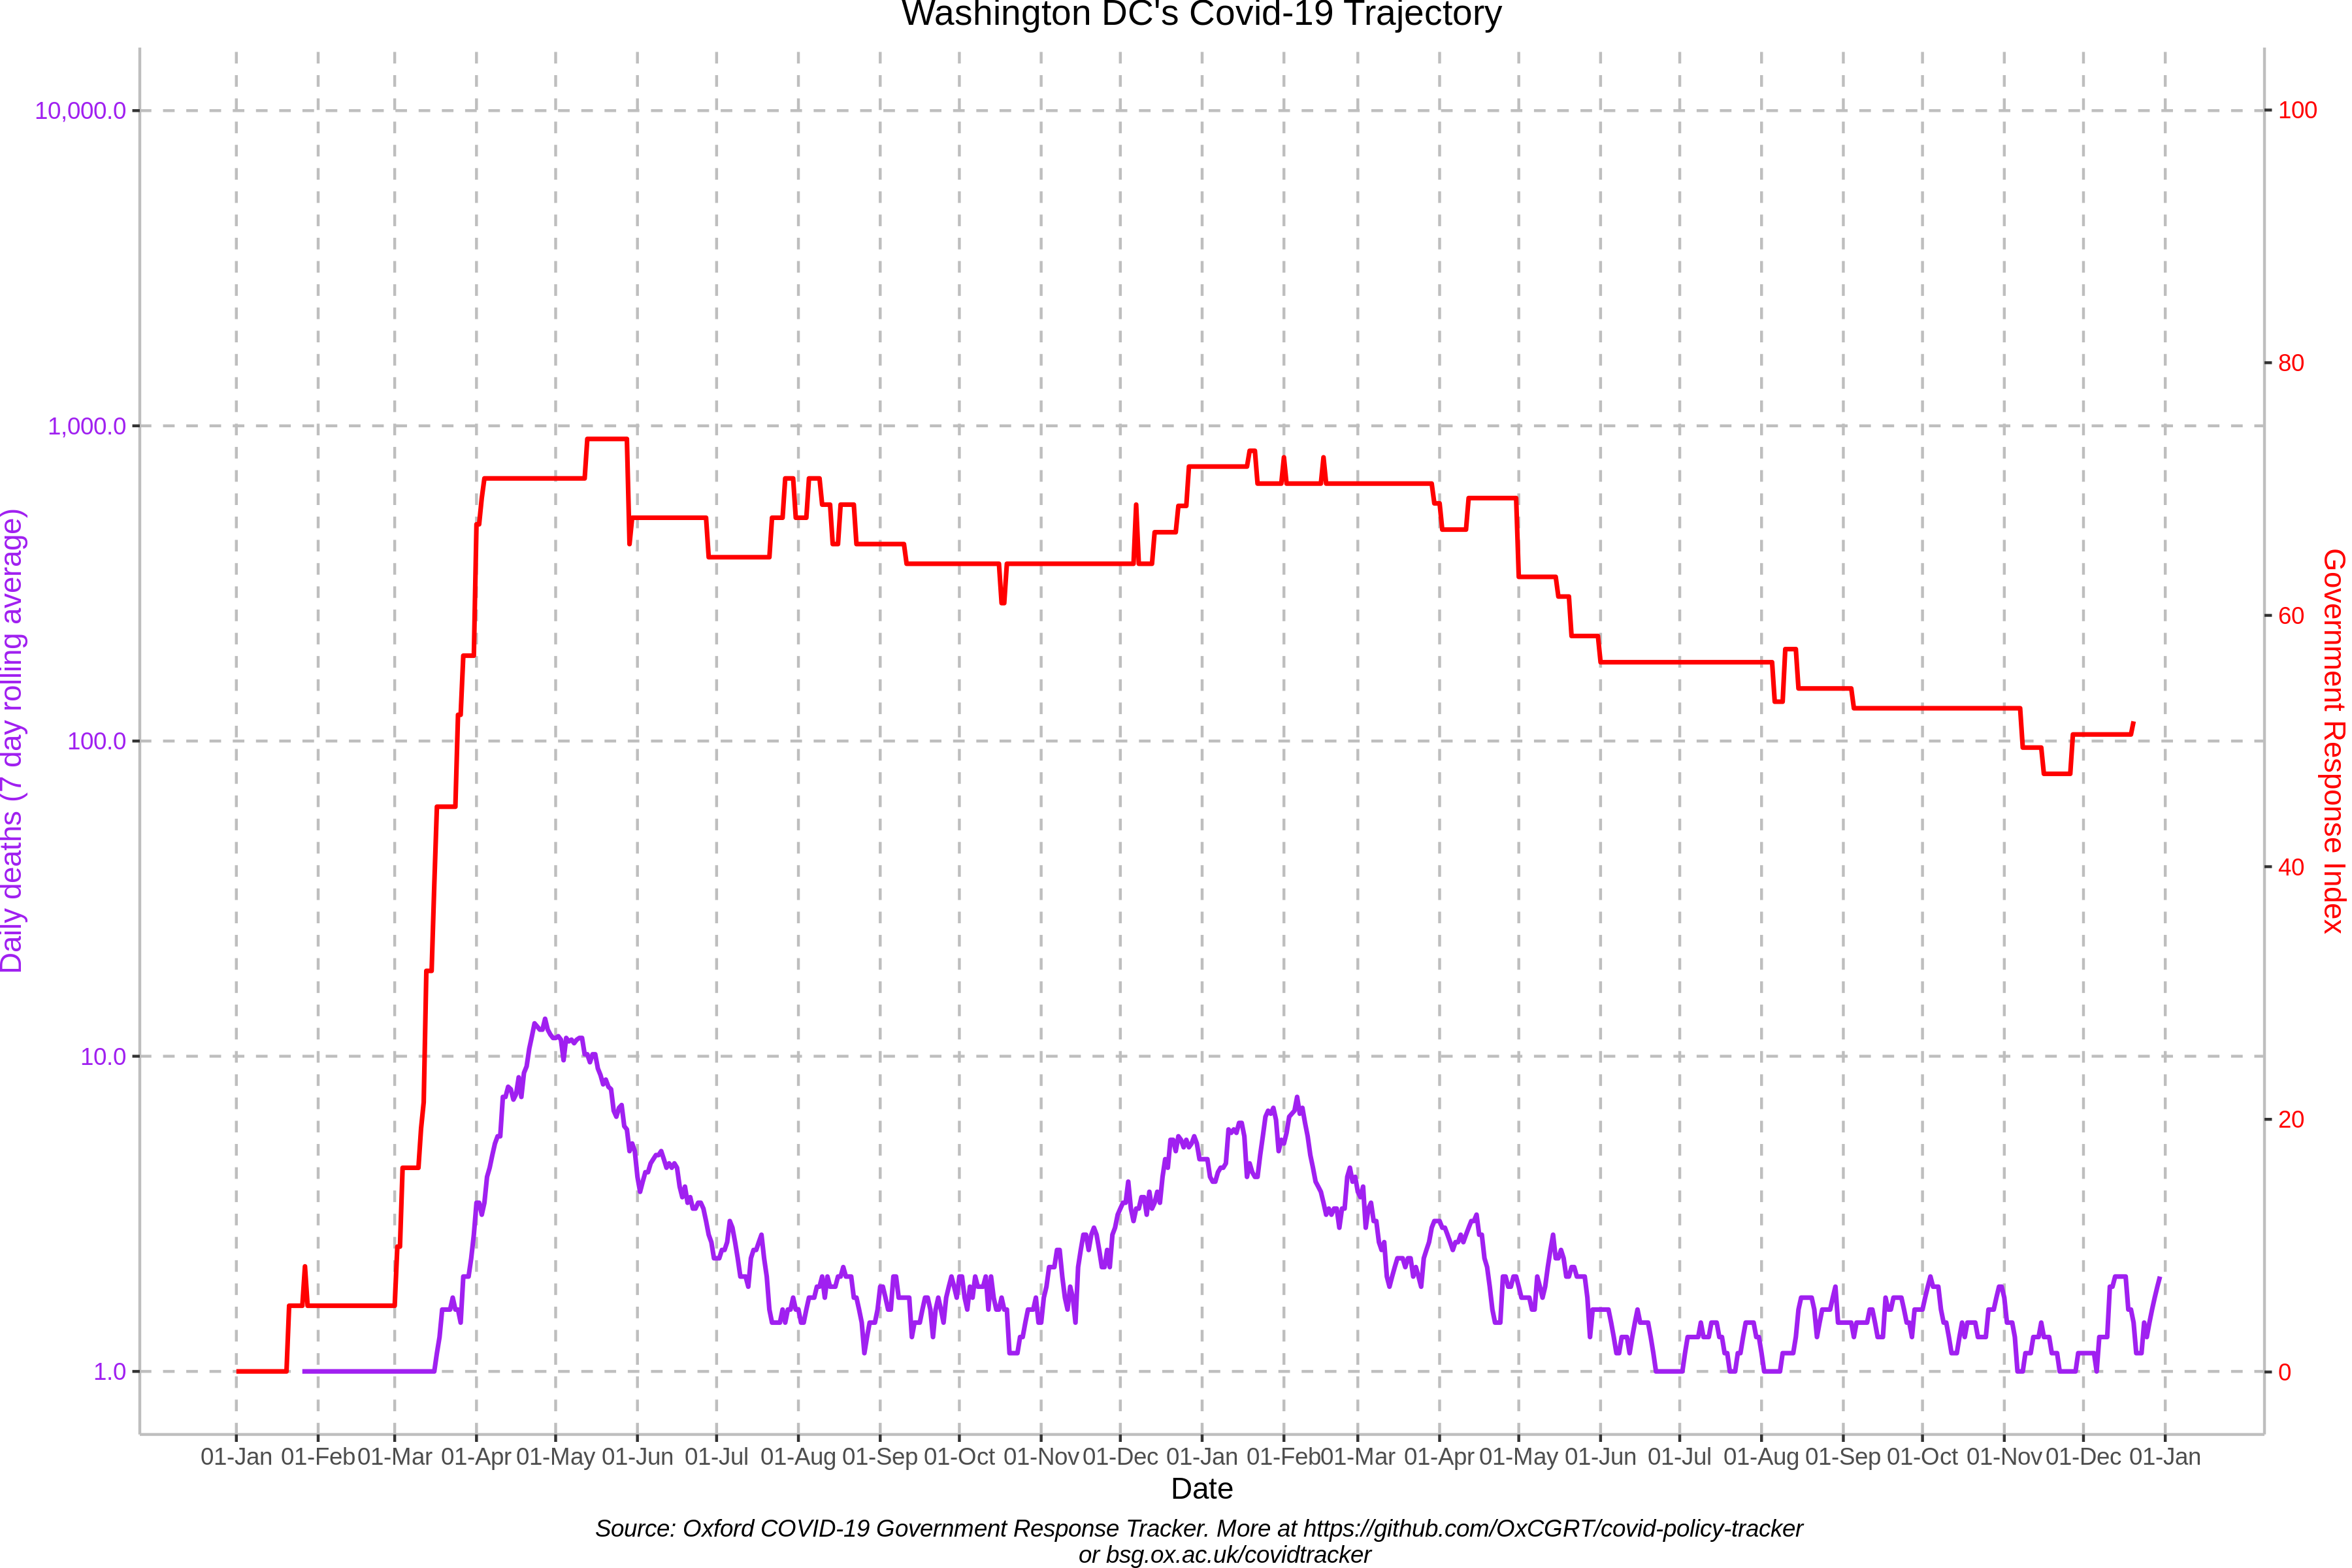 Washington DC's Covid-19 Trajectory
Daily deaths (7 day rolling average)
10,000.0
1,000.0
100.0
10.0
1.0
100
80
60
40
20
0
Government Response Index
01-Jan 01-Feb 01-Mar 01-Apr 01-May 01-Jun 01-Jul 01-Aug 01-Sep 01-Oct 01-Nov 01-Dec 01-Jan 01-Feb 01-Mar 01-Apr 01-May 01-Jun 01-Jul 01-Aug 01-Sep 01-Oct 01-Nov 01-Dec 01-Jan
Date
Source: Oxford COVID-19 Government Response Tracker. More at https://github.com/OxCGRT/covid-policy-tracker
or bsg.ox.ac.uk/covidtracker